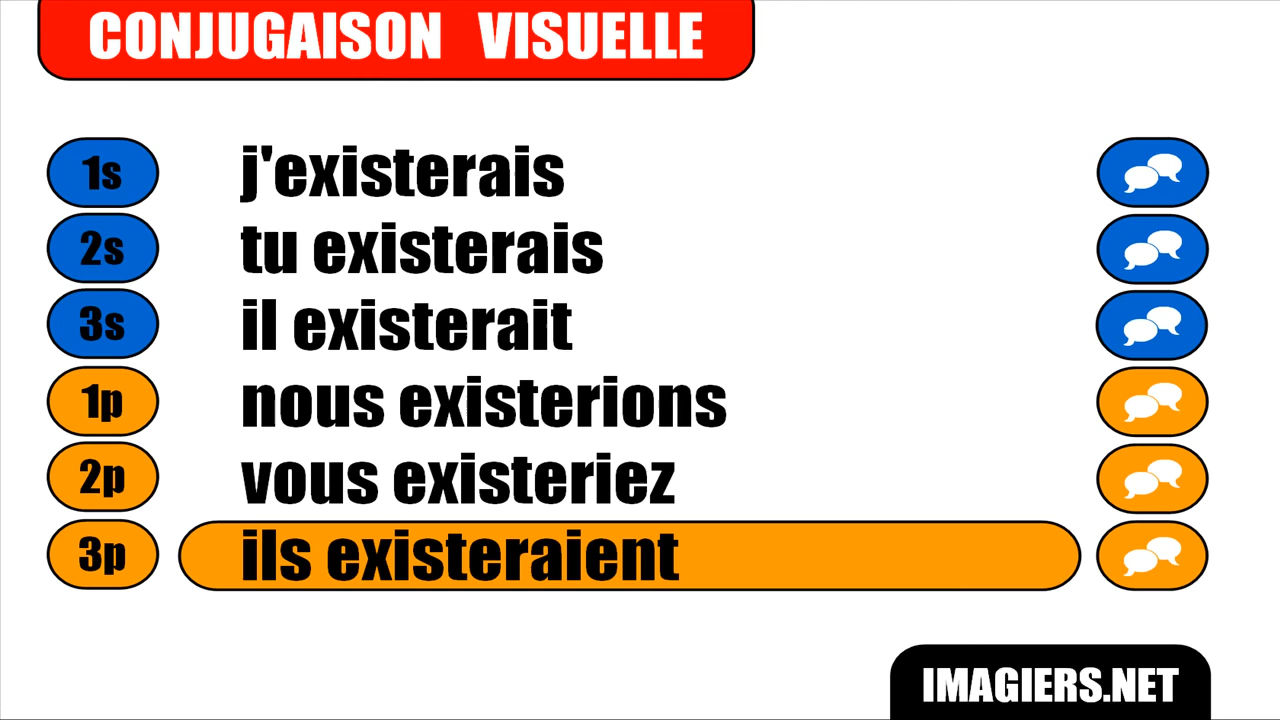 CONJUGAISON VISUELLE
1s j'existerais
2s tu existerais
3s il existerait
1p nous existerions
2p vous existeriez
3p ils existeraient
IMAGIERS.NET